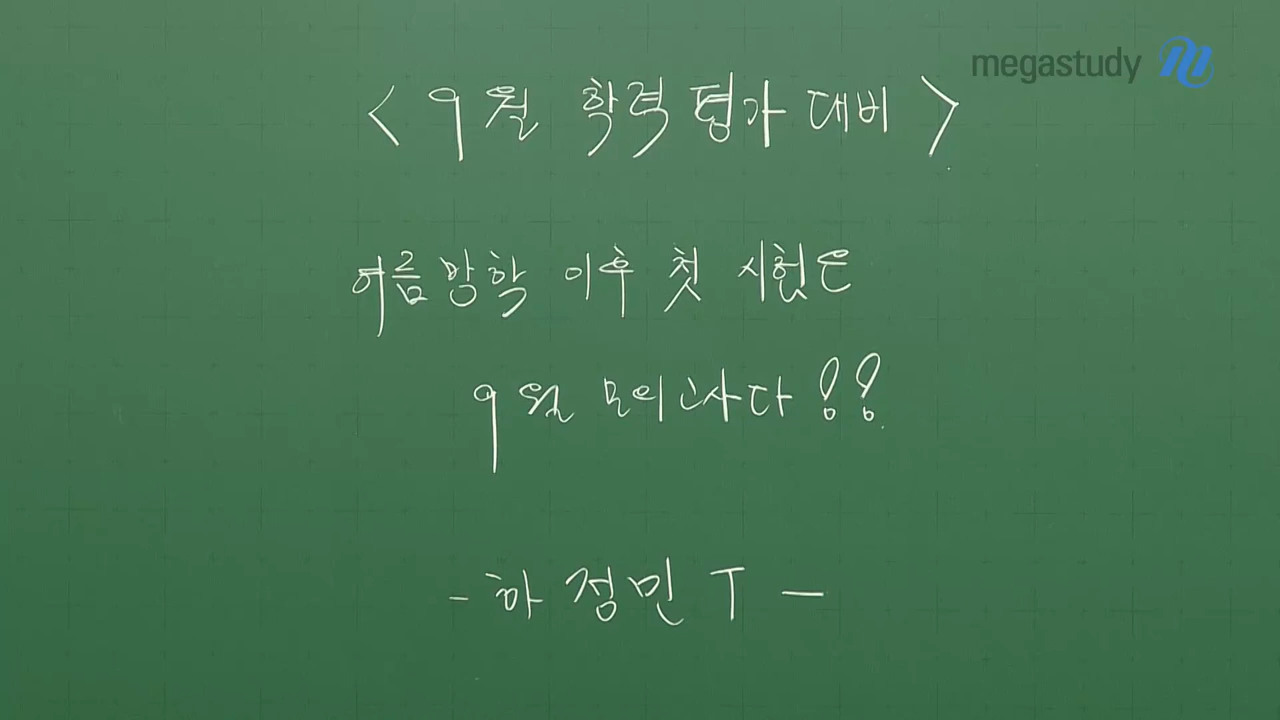 megastudy
< 9월 학력평가 대비 >
여름방학 이후 첫 시험은
9월 모의고사다!!
- 하정민T -